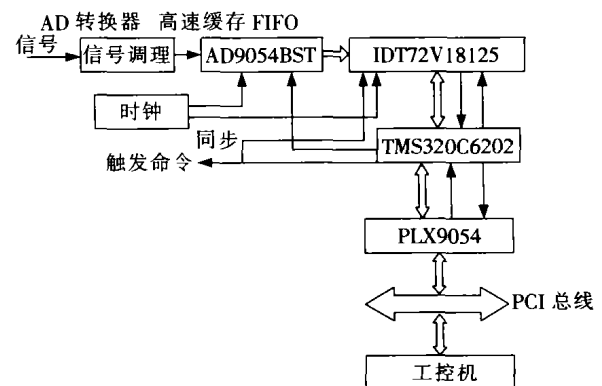 AD 转换器 高速缓存 FIFO
信号
信号调理
AD9054BST
IDT72V18125
时钟
同步
触发命令
TMS320C6202
PLX9054
PCI 总线
工控机